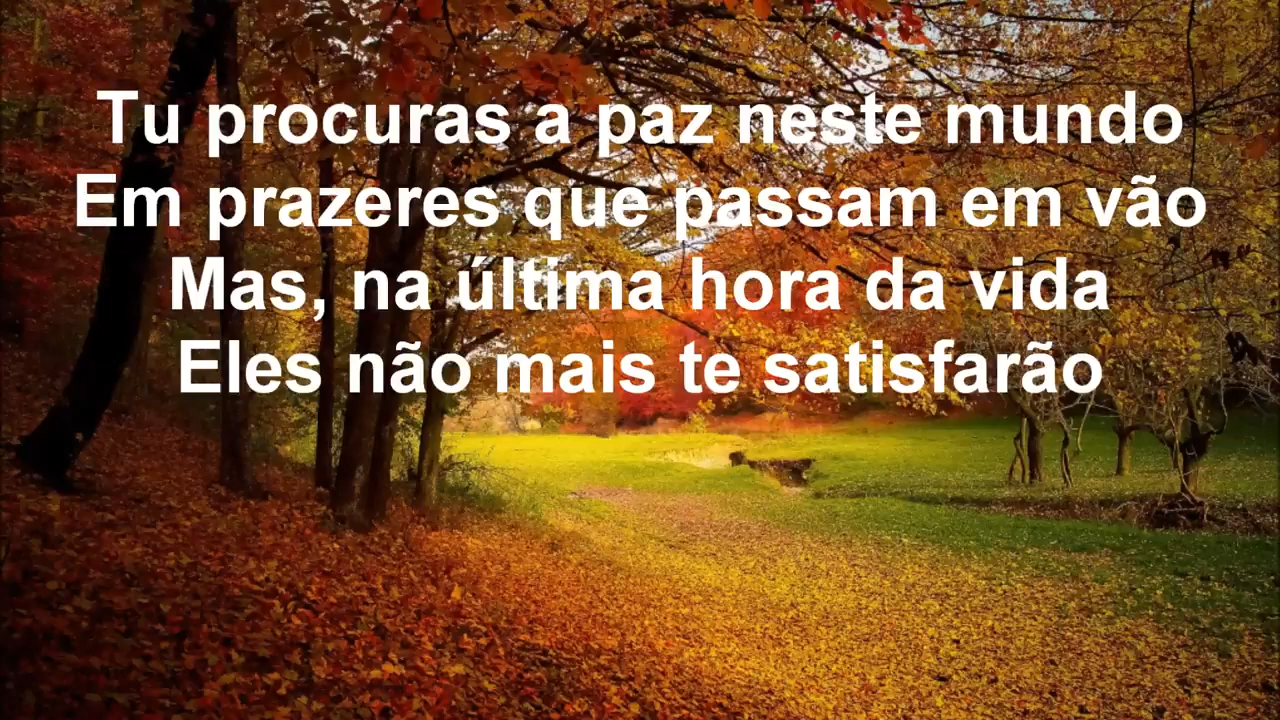 Tu procuras a paz neste mundo
Em prazeres que passam em vão
Mas, na última hora da vida
Eles não mais te satisfarão